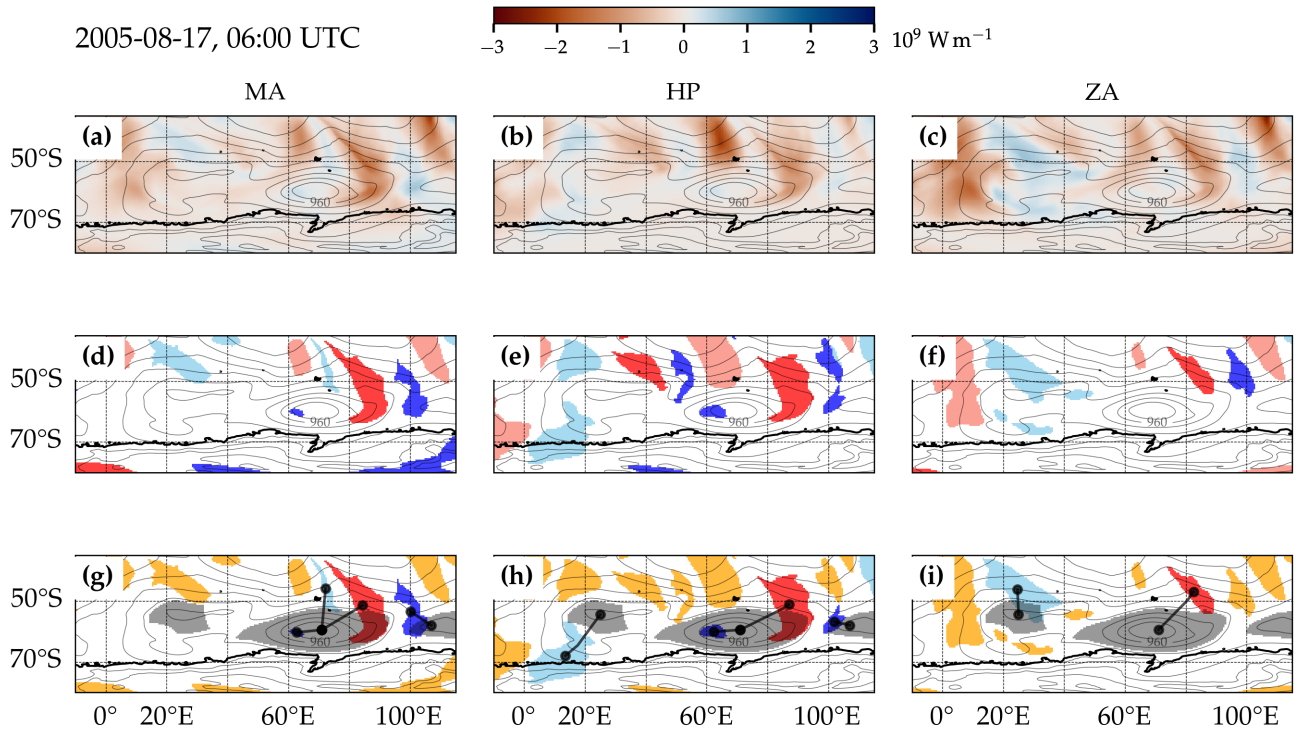 2005-08-17, 06:00 UTC
−3 −2 −1 0 1 2 3 10⁹ W m⁻¹
MA HP ZA
(a) (b) (c)
50°S
70°S
960 960 960
(d) (e) (f)
50°S
70°S
960 960 960
(g) (h) (i)
50°S
70°S
960 960 960
0° 20°E 60°E 100°E 0° 20°E 60°E 100°E 0° 20°E 60°E 100°E